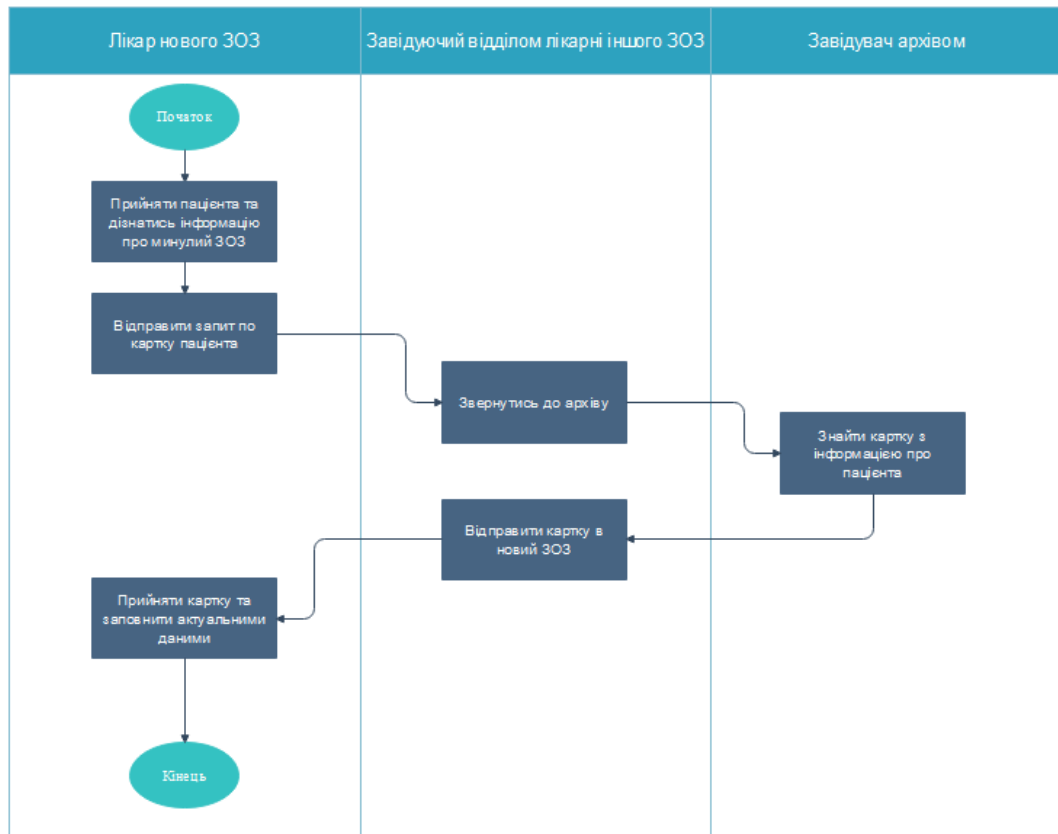 Лікар нового ЗОЗ
Завідуючий відділом лікарні іншого ЗОЗ
Завідувач архівом
Початок
Прийняти пацієнта та
дізнатись інформацію
про минулий ЗОЗ
Відправити запит по
картку пацієнта
Звернутись до архіву
Знайти картку з
інформацією про
пацієнта
Відправити картку в
новий ЗОЗ
Прийняти картку та
заповнити актуальними
даними
Кінець